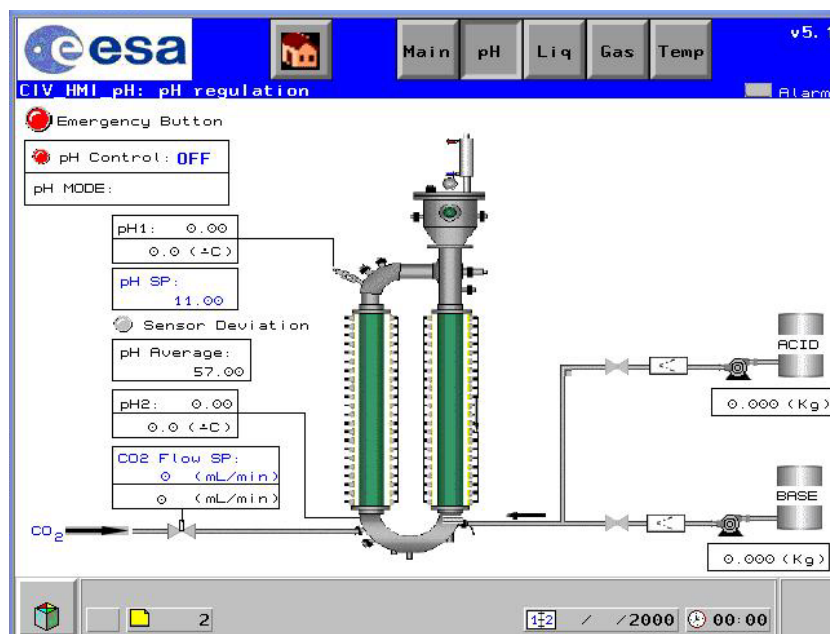 esa
Main pH Liq Gas Temp
v5.1
CIV_HMI_pH: pH regulation
Alarm
Emergency Button
pH Control: OFF
pH MODE:
pH1: 0.00
0.0 (°C)
pH SP:
11.00
Sensor Deviation
pH Average:
57.00
pH2: 0.00
0.0 (°C)
CO2 Flow SP:
0 (mL/min)
0 (mL/min)
CO2
ACID
0.000 (Kg)
BASE
0.000 (Kg)
2
12 / /2000
00:00